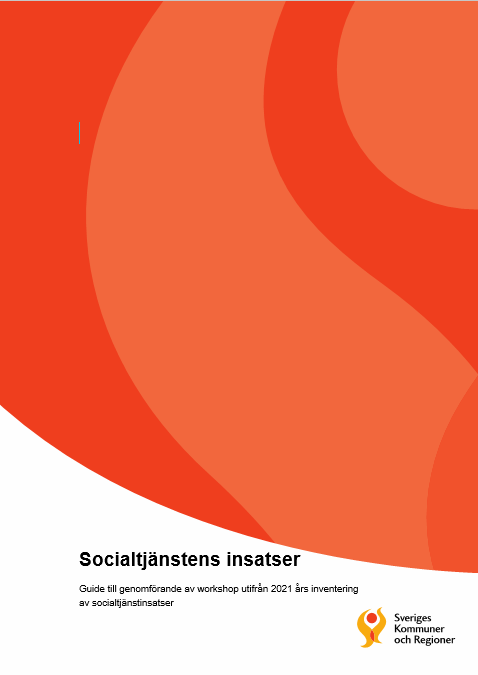 Socialtjänstens insatser
Guide till genomförande av workshop utifrån 2021 års inventering
av socialtjänstinsatser
Sveriges
Kommuner
och Regioner